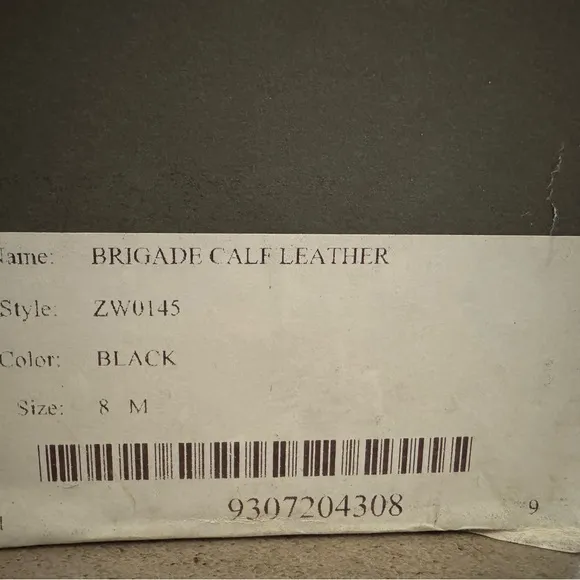 Name: BRIGADE CALF LEATHER
Style: ZW0145
Color: BLACK
Size: 8 M
9307204308
9